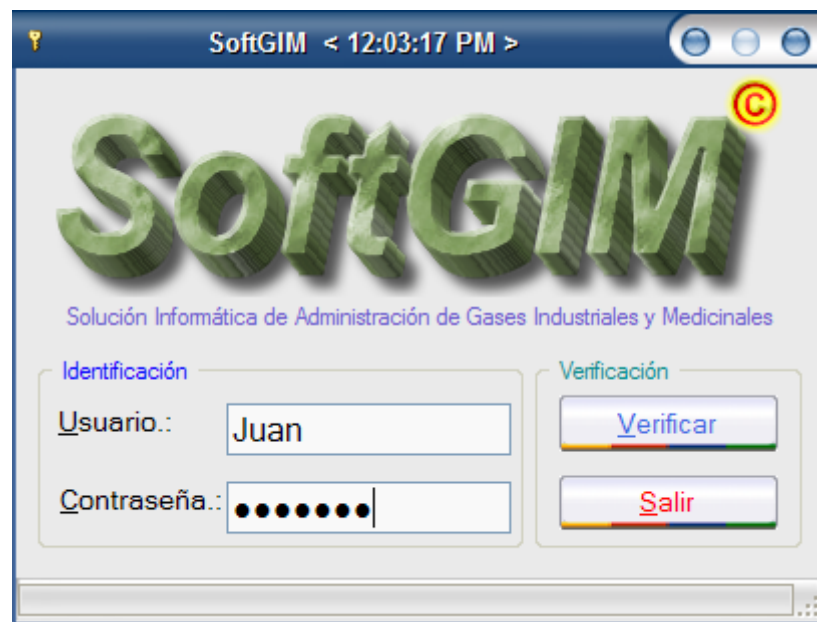 SoftGIM < 12:03:17 PM >
SoftGIM©
Solución Informática de Administración de Gases Industriales y Medicinales
Identificación
Usuario.: Juan
Contraseña.: ●●●●●●●
Verificación
Verificar
Salir